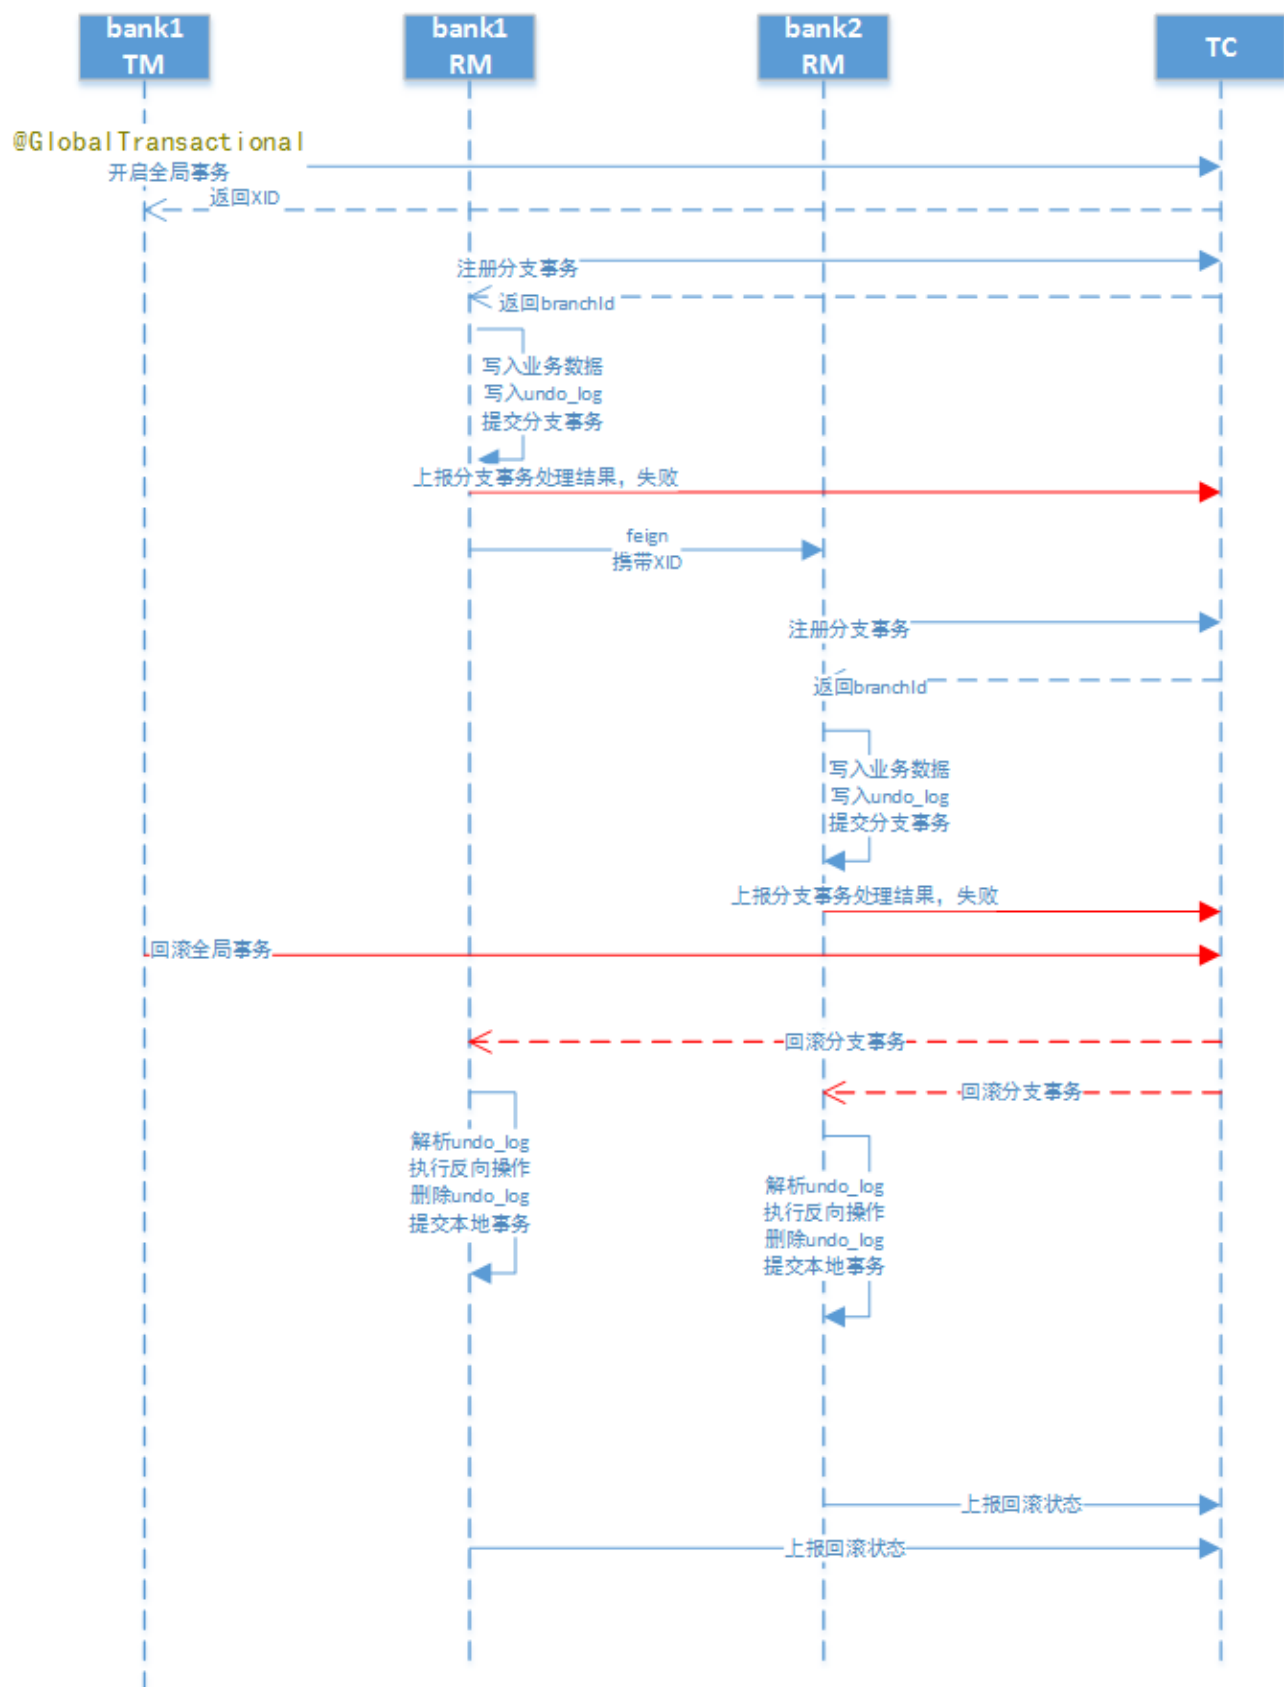 bank1
TM
bank1
RM
bank2
RM
TC
@GlobalTransactional
开启全局事务
返回XID
注册分支事务
返回branchId
写入业务数据
写入undo_log
提交分支事务
上报分支事务处理结果，失败
feign
携带XID
注册分支事务
返回branchId
写入业务数据
写入undo_log
提交分支事务
上报分支事务处理结果，失败
回滚全局事务
回滚分支事务
回滚分支事务
解析undo_log
执行反向操作
删除undo_log
提交本地事务
解析undo_log
执行反向操作
删除undo_log
提交本地事务
上报回滚状态
上报回滚状态